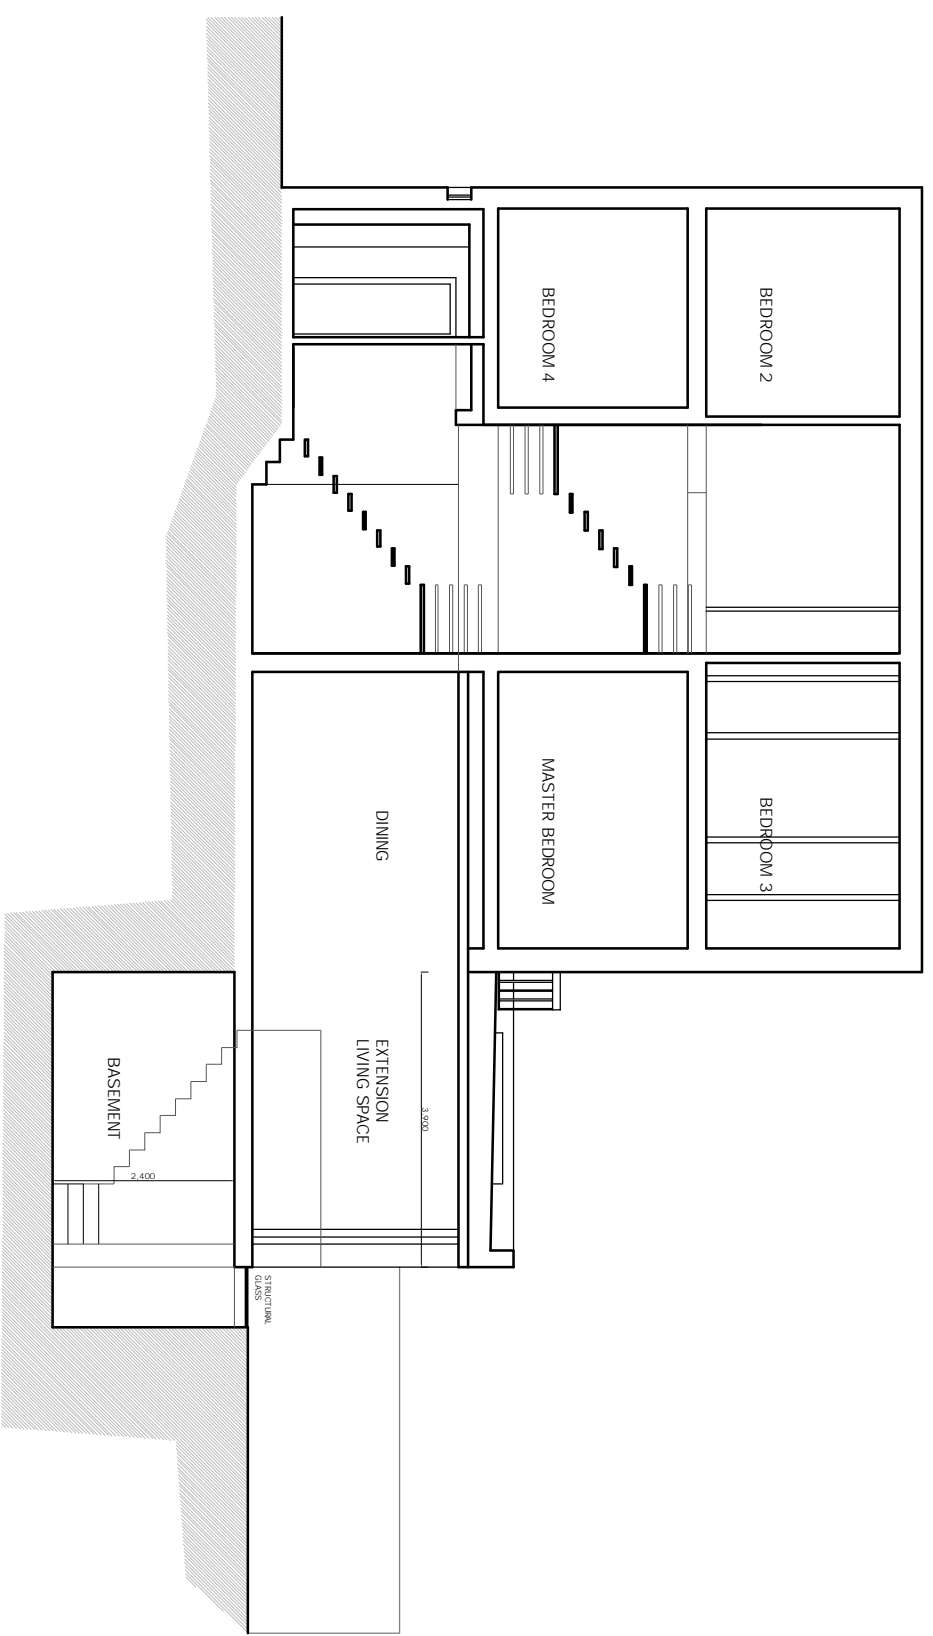 BEDROOM 2
BEDROOM 3
BEDROOM 4
MASTER BEDROOM
DINING
EXTENSION
LIVING SPACE
3,900
STRUCTURAL
GLASS
BASEMENT
2,400